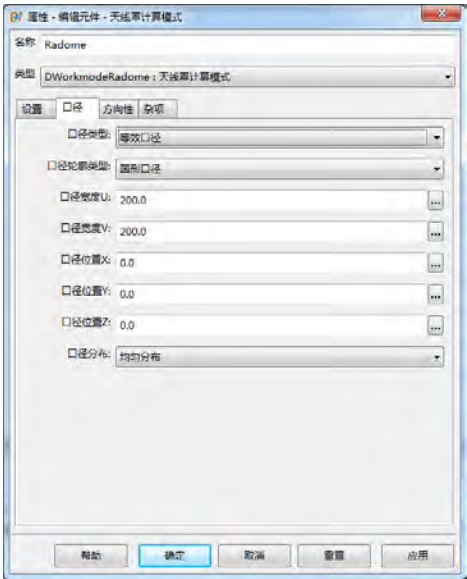 属性 - 编辑元件 - 天线罩计算模式
名称 Radome
类型 DWorkmodeRadome : 天线罩计算模式
设置 口径 方向性 杂项
口径类型: 等效口径
口径轮廓类型: 圆形口径
口径宽度U: 200.0 ...
口径宽度V: 200.0 ...
口径位置X: 0.0 ...
口径位置Y: 0.0 ...
口径位置Z: 0.0 ...
口径分布: 均匀分布
帮助 确定 取消 重置 应用